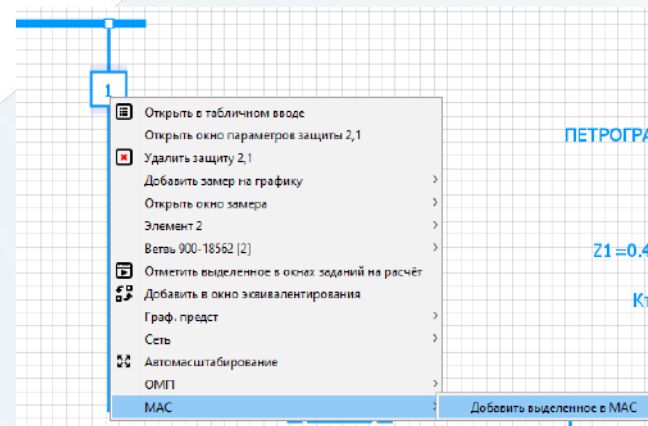 1
Открыть в табличном вводе
Открыть окно параметров защиты 2,1
Удалить защиту 2,1
Добавить замер на графику
Открыть окно замера
Элемент 2
Ветвь 900-18562 [2]
Отметить выделенное в окнах заданий на расчёт
Добавить в окно эквивалентирования
Граф. предст
Сеть
Автомасштабирование
ОМП
МАС
Добавить выделенное в МАС
ПЕТРОГРА
Z1=0.4
Кт